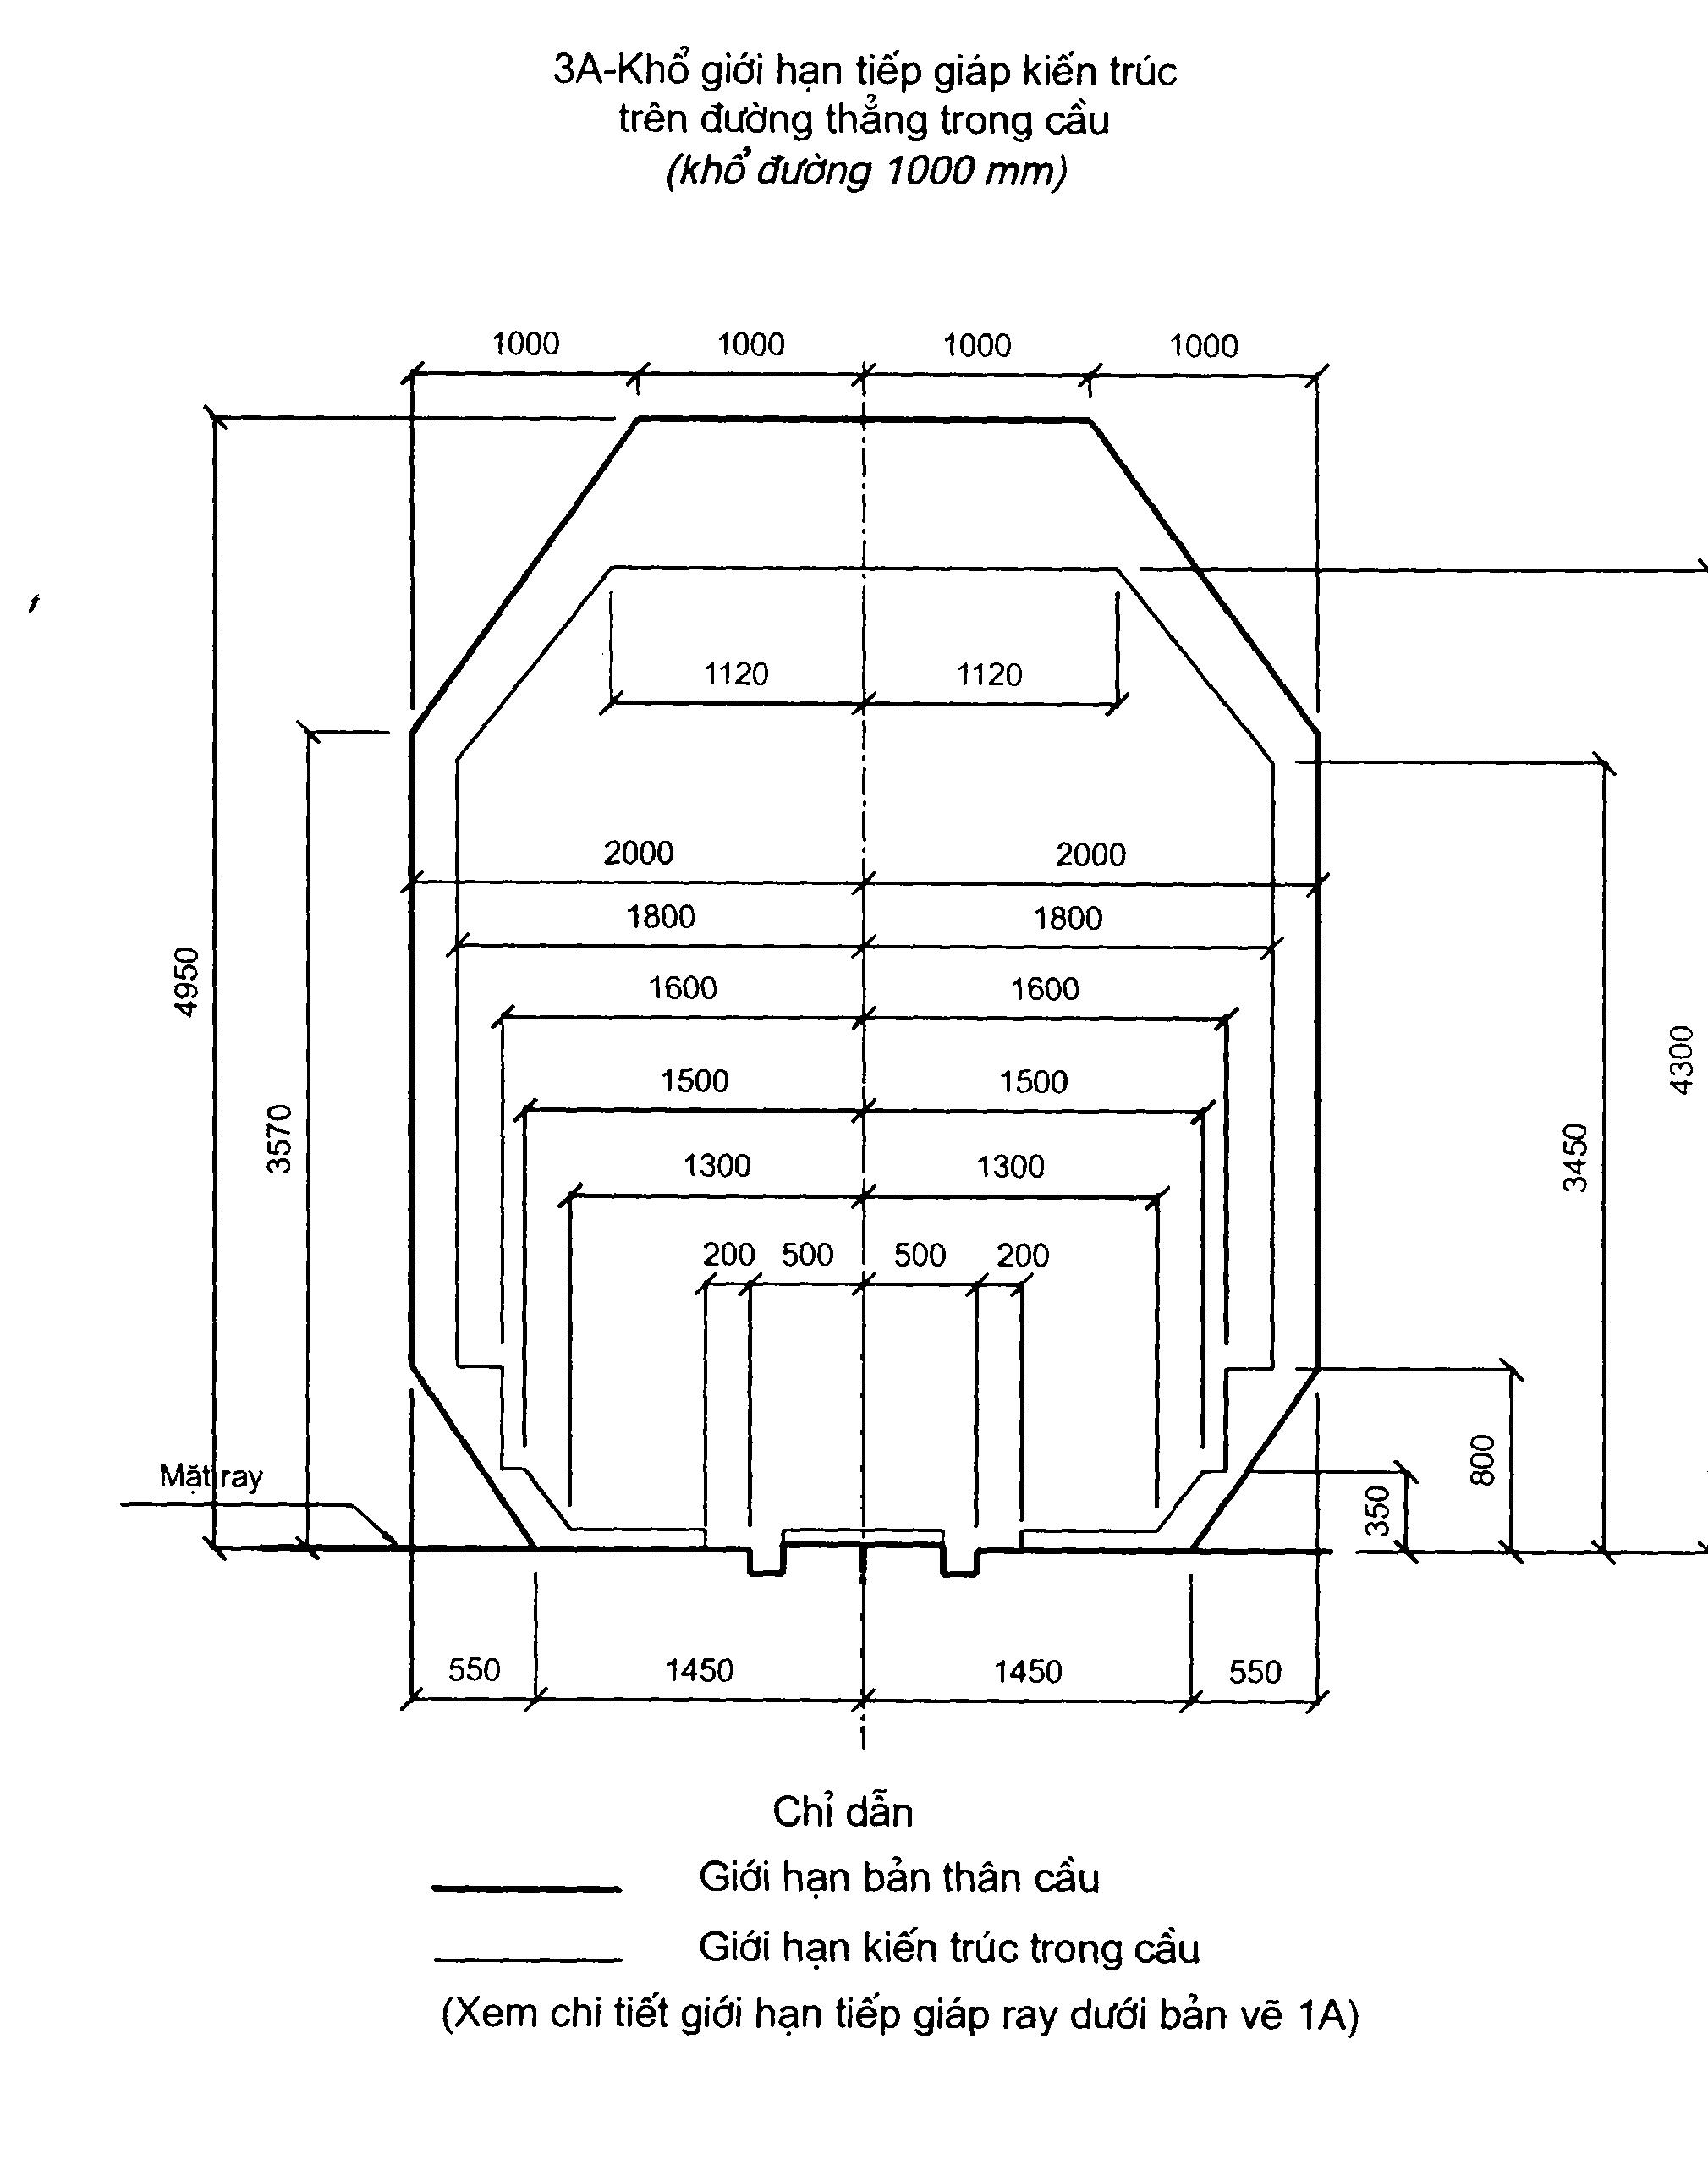 3A-Khổ giới hạn tiếp giáp kiến trúc
trên đường thẳng trong cầu
(khổ đường 1000 mm)
1000 1000 1000 1000
1120 1120
2000 2000
1800 1800
4950
1600 1600
4300
1500 1500
3570
3450
1300 1300
200 500 500 200
800
Mặt ray
350
550 1450 1450 550
Chỉ dẫn
Giới hạn bản thân cầu
Giới hạn kiến trúc trong cầu
(Xem chi tiết giới hạn tiếp giáp ray dưới bản vẽ 1A)